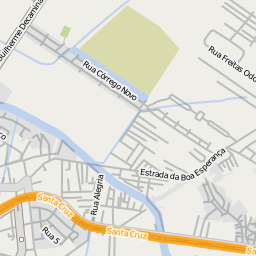 Guilherme Decamina
Rua Córrego Novo
Rua Freitas Odo
Estrada da Boa Esperança
Rua Alegria
Santa Cruz
Santa Cruz
Rua 5